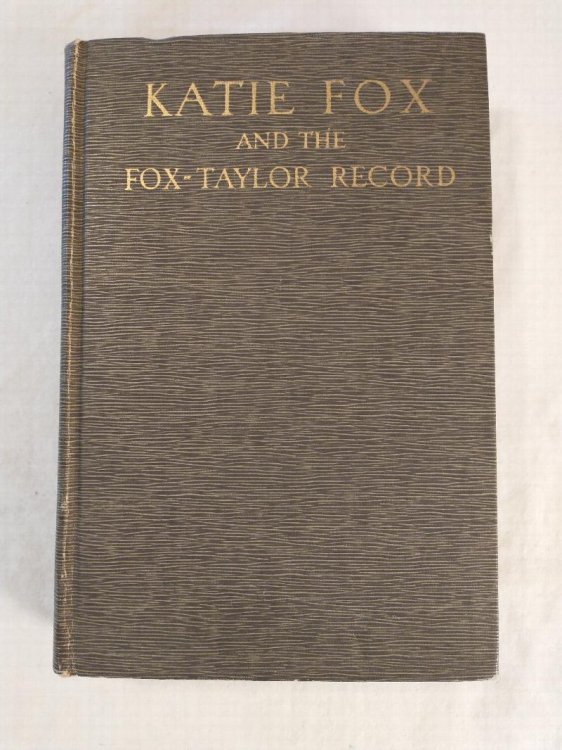 KATIE FOX
AND THE
FOX-TAYLOR RECORD